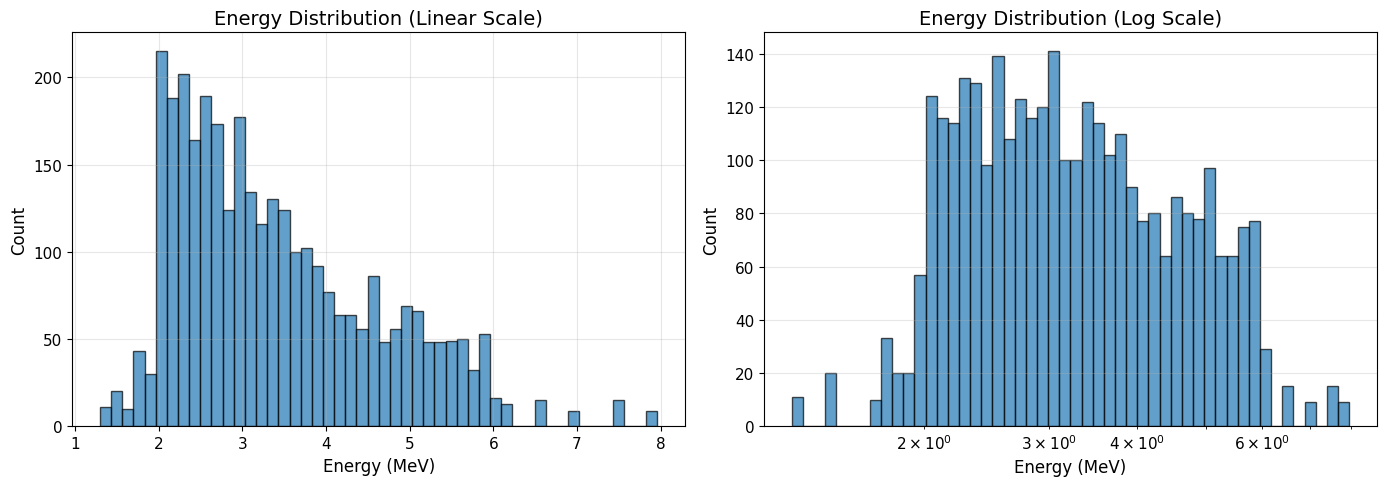 Energy Distribution (Linear Scale)
Count
200
150
100
50
0
1 2 3 4 5 6 7 8
Energy (MeV)
Energy Distribution (Log Scale)
Count
140
120
100
80
60
40
20
0
2 × 10⁰ 3 × 10⁰ 4 × 10⁰ 6 × 10⁰
Energy (MeV)